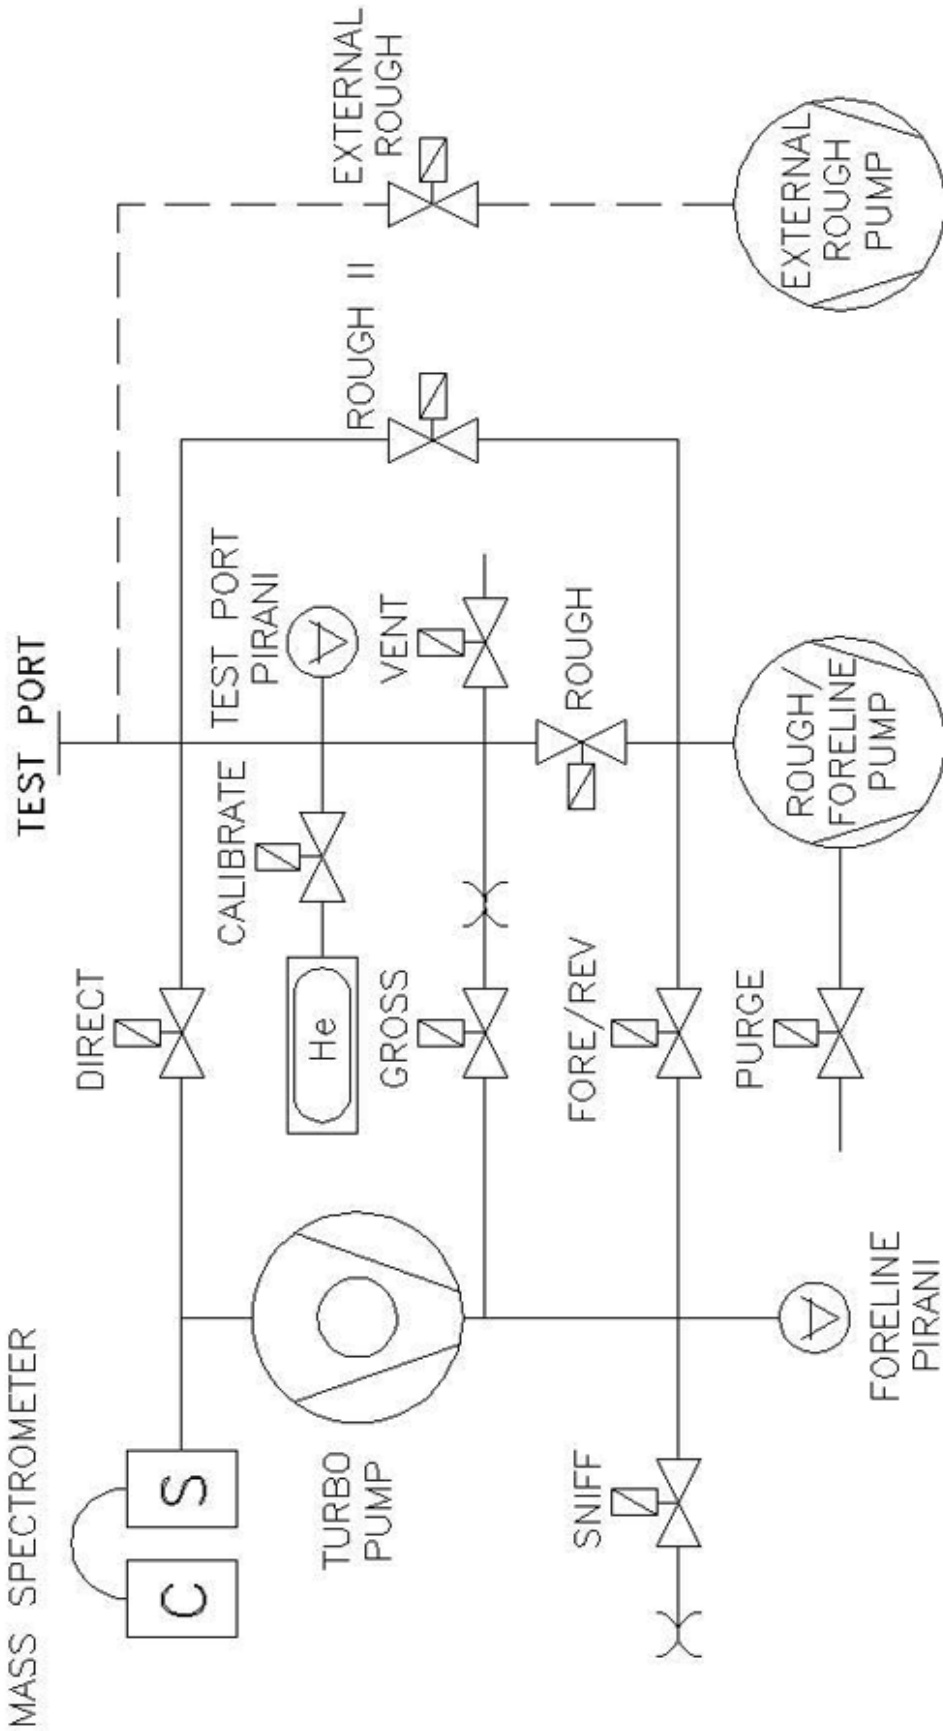 MASS SPECTROMETER
C
S
TURBO
PUMP
SNIFF
FORELINE
PIRANI
DIRECT
He
CALIBRATE
GROSS
FORE/REV
PURGE
TEST PORT
TEST PORT
PIRANI
VENT
ROUGH
ROUGH/
FORELINE
PUMP
ROUGH II
EXTERNAL
ROUGH
EXTERNAL
ROUGH
PUMP